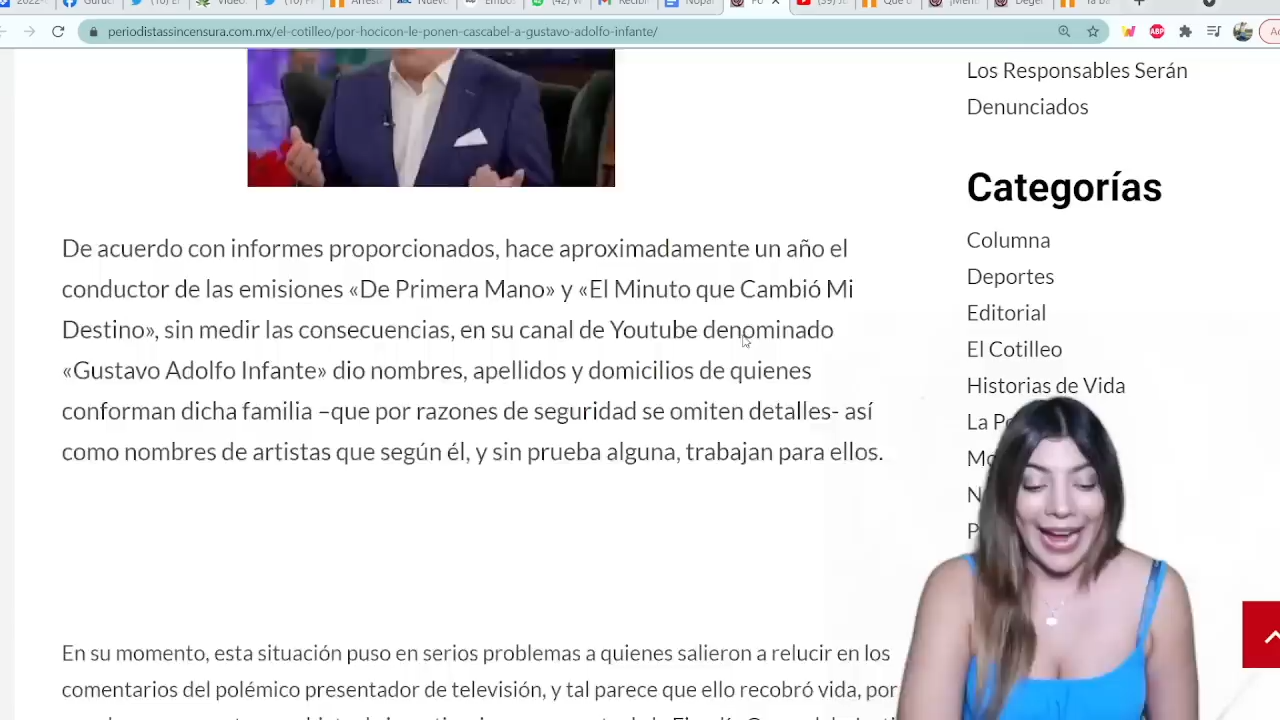 periodistassincensura.com.mx/el-cotilleo/por-hocicon-le-ponen-cascabel-a-gustavo-adolfo-infante/
Los Responsables Serán
Denunciados
Categorías
Columna
Deportes
Editorial
El Cotilleo
Historias de Vida
De acuerdo con informes proporcionados, hace aproximadamente un año el
conductor de las emisiones «De Primera Mano» y «El Minuto que Cambió Mi
Destino», sin medir las consecuencias, en su canal de Youtube denominado
«Gustavo Adolfo Infante» dio nombres, apellidos y domicilios de quienes
conforman dicha familia –que por razones de seguridad se omiten detalles- así
como nombres de artistas que según él, y sin prueba alguna, trabajan para ellos.
En su momento, esta situación puso en serios problemas a quienes salieron a relucir en los
comentarios del polémico presentador de televisión, y tal parece que ello recobró vida, por